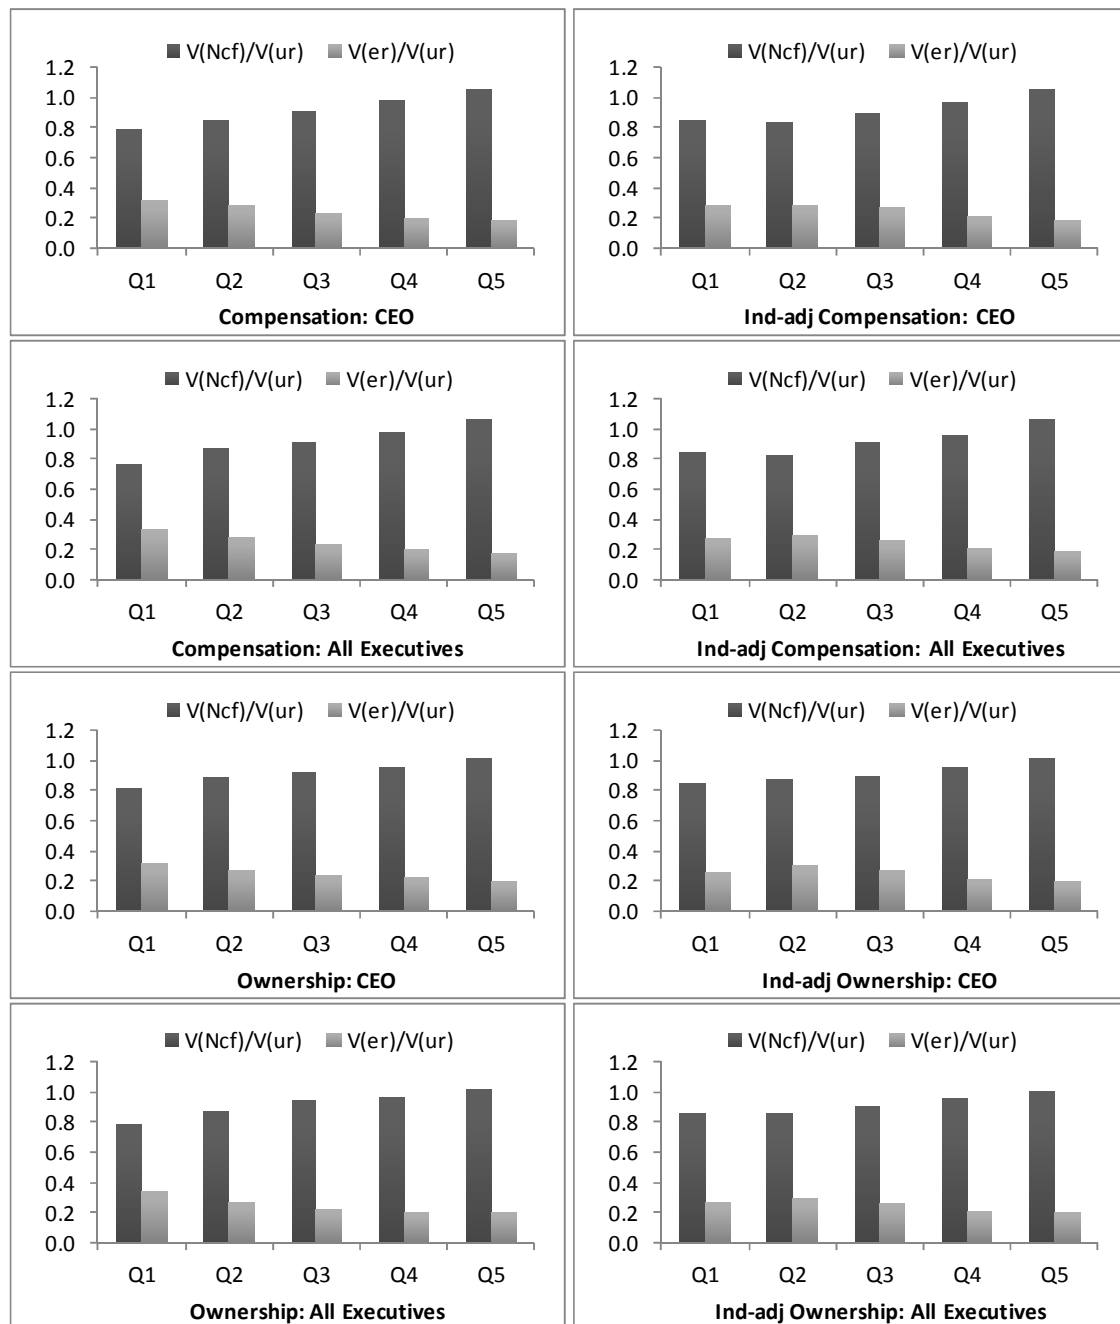 V(Ncf)/V(ur) V(er)/V(ur)
1.2
1.0
0.8
0.6
0.4
0.2
0.0
Q1 Q2 Q3 Q4 Q5
Compensation: CEO
V(Ncf)/V(ur) V(er)/V(ur)
1.2
1.0
0.8
0.6
0.4
0.2
0.0
Q1 Q2 Q3 Q4 Q5
Ind-adj Compensation: CEO
V(Ncf)/V(ur) V(er)/V(ur)
1.2
1.0
0.8
0.6
0.4
0.2
0.0
Q1 Q2 Q3 Q4 Q5
Compensation: All Executives
V(Ncf)/V(ur) V(er)/V(ur)
1.2
1.0
0.8
0.6
0.4
0.2
0.0
Q1 Q2 Q3 Q4 Q5
Ind-adj Compensation: All Executives
V(Ncf)/V(ur) V(er)/V(ur)
1.2
1.0
0.8
0.6
0.4
0.2
0.0
Q1 Q2 Q3 Q4 Q5
Ownership: CEO
V(Ncf)/V(ur) V(er)/V(ur)
1.2
1.0
0.8
0.6
0.4
0.2
0.0
Q1 Q2 Q3 Q4 Q5
Ind-adj Ownership: CEO
V(Ncf)/V(ur) V(er)/V(ur)
1.2
1.0
0.8
0.6
0.4
0.2
0.0
Q1 Q2 Q3 Q4 Q5
Ownership: All Executives
V(Ncf)/V(ur) V(er)/V(ur)
1.2
1.0
0.8
0.6
0.4
0.2
0.0
Q1 Q2 Q3 Q4 Q5
Ind-adj Ownership: All Executives